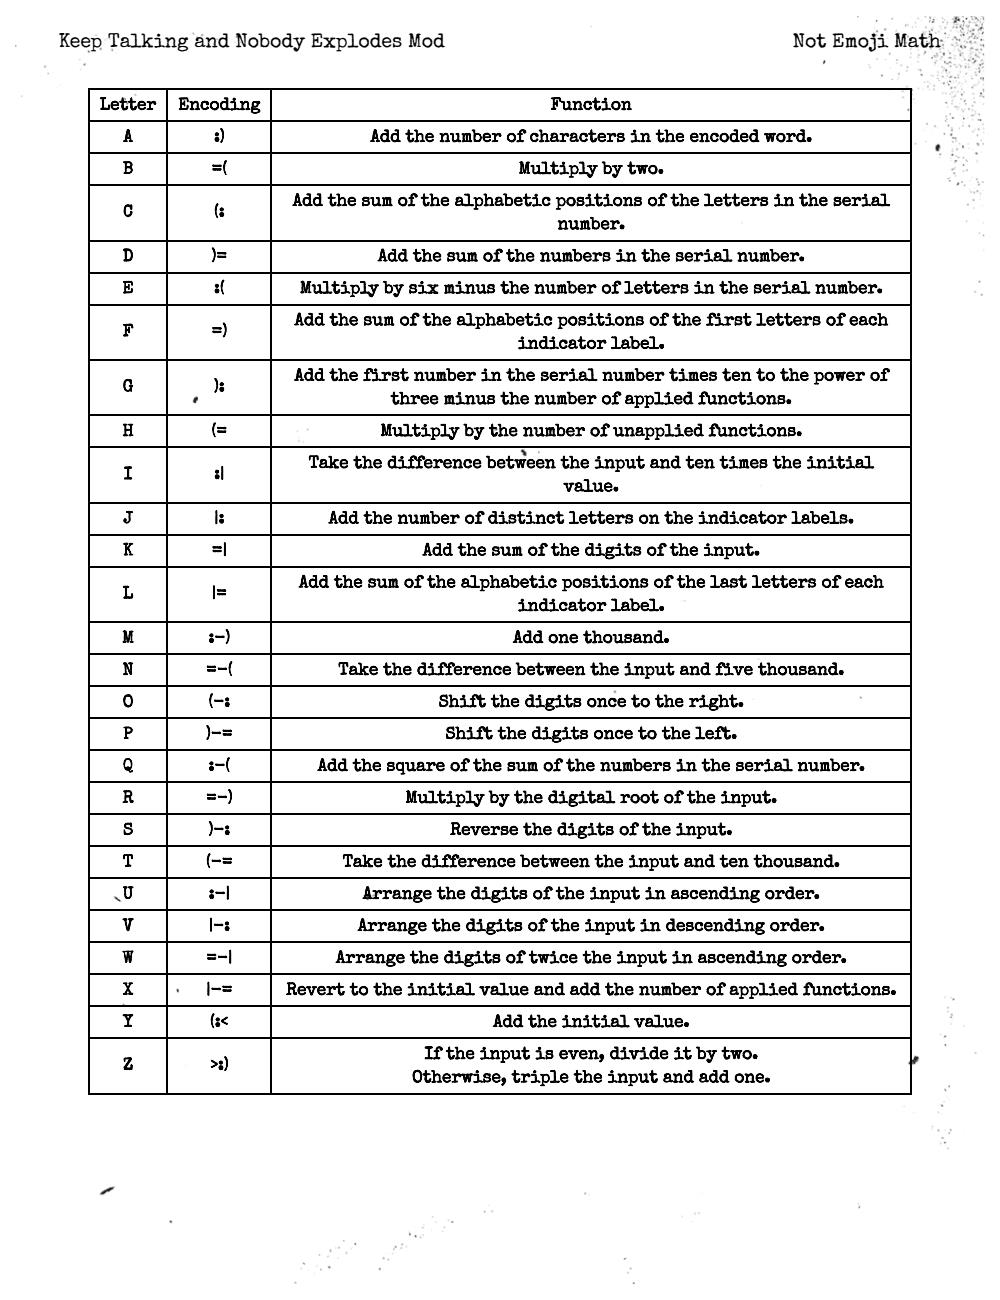 Keep Talking and Nobody Explodes Mod Not Emoji Math
Letter Encoding Function
A :) Add the number of characters in the encoded word.
B =( Multiply by two.
C (: Add the sum of the alphabetic positions of the letters in the serial
number.
D )= Add the sum of the numbers in the serial number.
E :( Multiply by six minus the number of letters in the serial number.
F =) Add the sum of the alphabetic positions of the first letters of each
indicator label.
G ): Add the first number in the serial number times ten to the power of
three minus the number of applied functions.
H (= Multiply by the number of unapplied functions.
I :| Take the difference between the input and ten times the initial
value.
J |: Add the number of distinct letters on the indicator labels.
K =| Add the sum of the digits of the input.
L |= Add the sum of the alphabetic positions of the last letters of each
indicator label.
M :-) Add one thousand.
N =-( Take the difference between the input and five thousand.
O (-: Shift the digits once to the right.
P )-= Shift the digits once to the left.
Q :-( Add the square of the sum of the numbers in the serial number.
R =-) Multiply by the digital root of the input.
S )-: Reverse the digits of the input.
T (-= Take the difference between the input and ten thousand.
U :-| Arrange the digits of the input in ascending order.
V |-: Arrange the digits of the input in descending order.
W =-| Arrange the digits of twice the input in ascending order.
X |-= Revert to the initial value and add the number of applied functions.
Y (:< Add the initial value.
Z >:) If the input is even, divide it by two.
Otherwise, triple the input and add one.